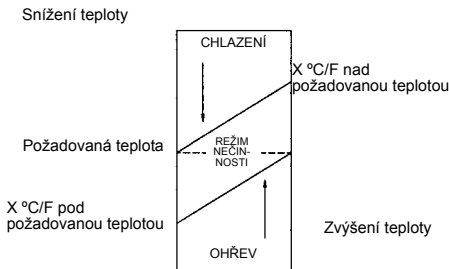 Snížení teploty
CHLAZENÍ
X ºC/F nad
požadovanou teplotou
Požadovaná teplota
REŽIM
NEČIN-
NOSTI
X ºC/F pod
požadovanou teplotou
Zvýšení teploty
OHŘEV